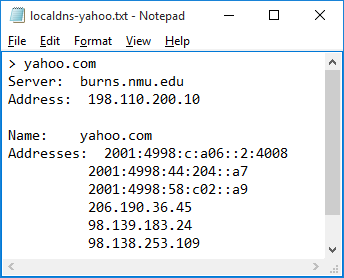 localdns-yahoo.txt - Notepad
File Edit Format View Help
> yahoo.com
Server:  burns.nmu.edu
Address:  198.110.200.10

Name:    yahoo.com
Addresses:  2001:4998:c:a06::2:4008
          2001:4998:44:204::a7
          2001:4998:58:c02::a9
          206.190.36.45
          98.139.183.24
          98.138.253.109